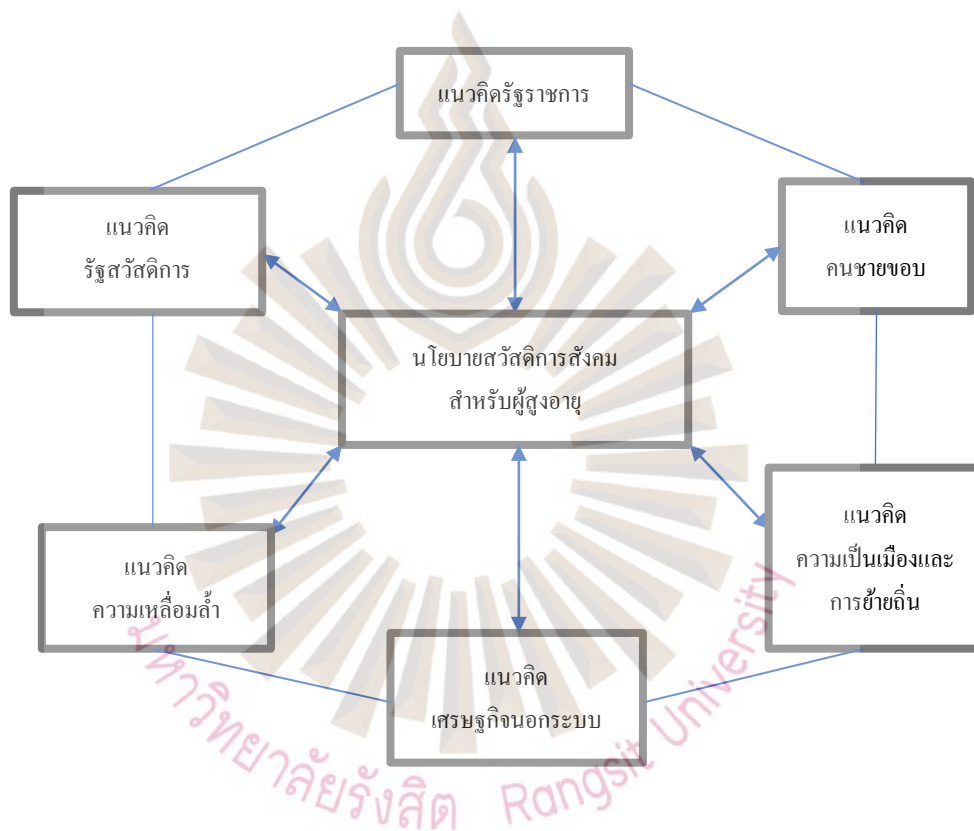 แนวคิดรัฐราชการ
แนวคิด
รัฐสวัสดิการ
แนวคิด
คนชายขอบ
นโยบายสวัสดิการสังคม
สำหรับผู้สูงอายุ
แนวคิด
ความเหลื่อมล้ำ
แนวคิด
ความเป็นเมืองและ
การย้ายถิ่น
แนวคิด
เศรษฐกิจนอกระบบ
มหาวิทยาลัยรังสิต Rangsit University